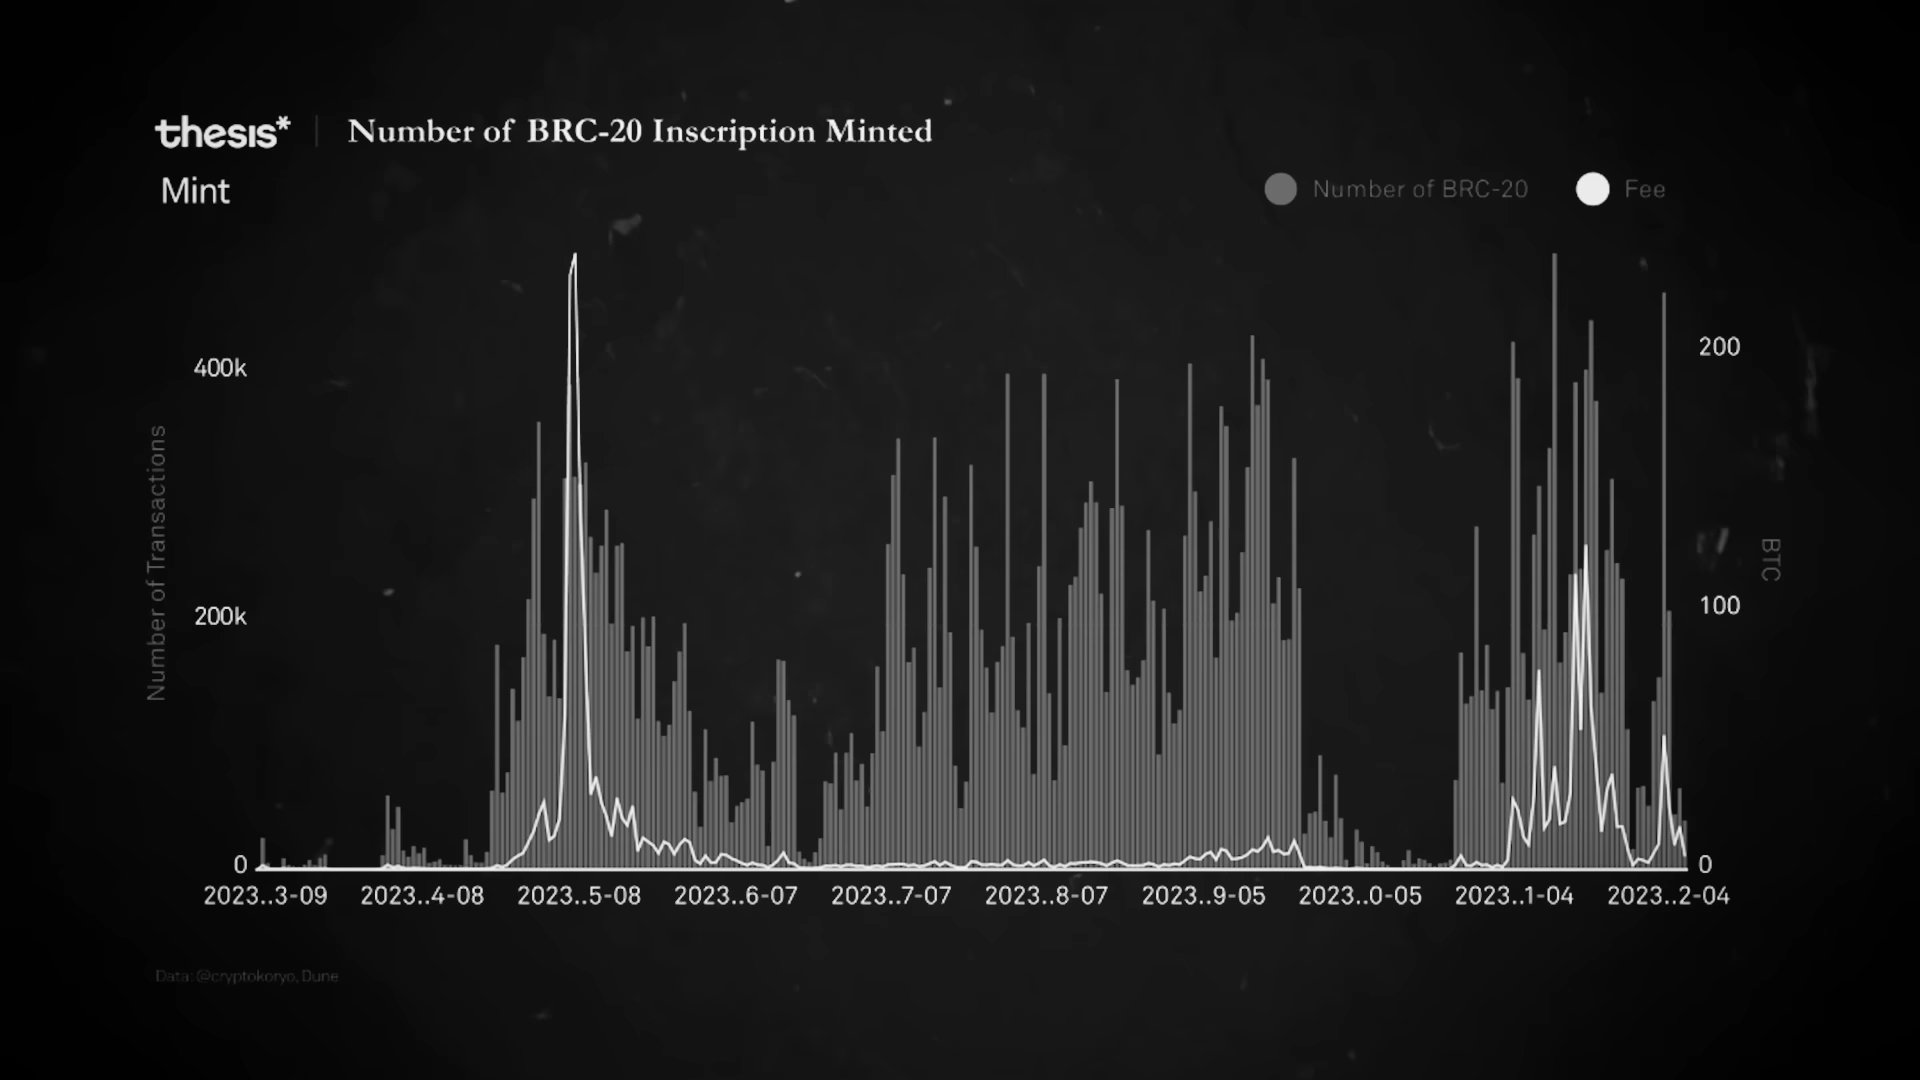 thesis* | Number of BRC-20 Inscription Minted
Mint
Number of BRC-20 Fee
400k
200k
0
Number of Transactions
200
100
0
BTC
2023..3-09 2023..4-08 2023..5-08 2023..6-07 2023..7-07 2023..8-07 2023..9-05 2023..0-05 2023..1-04 2023..2-04
Data: @cryptokoryo, Dune